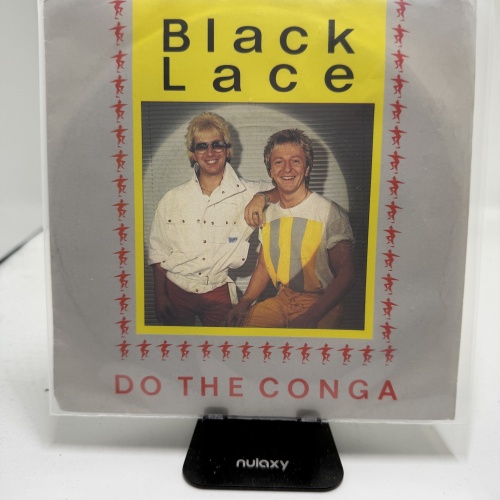 Black
Lace
DO THE CONGA
nulaxy